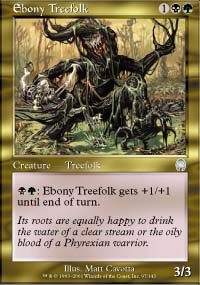 Ebony Treefolk 1
Creature — Treefolk
: Ebony Treefolk gets +1/+1
until end of turn.
Its roots are equally happy to drink
the water of a clear stream or the oily
blood of a Phyrexian warrior.
Illus. Matt Cavotta
™ & © 1993-2001 Wizards of the Coast, Inc. 97/143
3/3